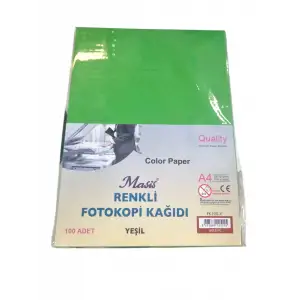 Quality
Color Paper
A4
Masis
RENKLİ
FOTOKOPİ KAĞIDI
100 ADET
YEŞİL